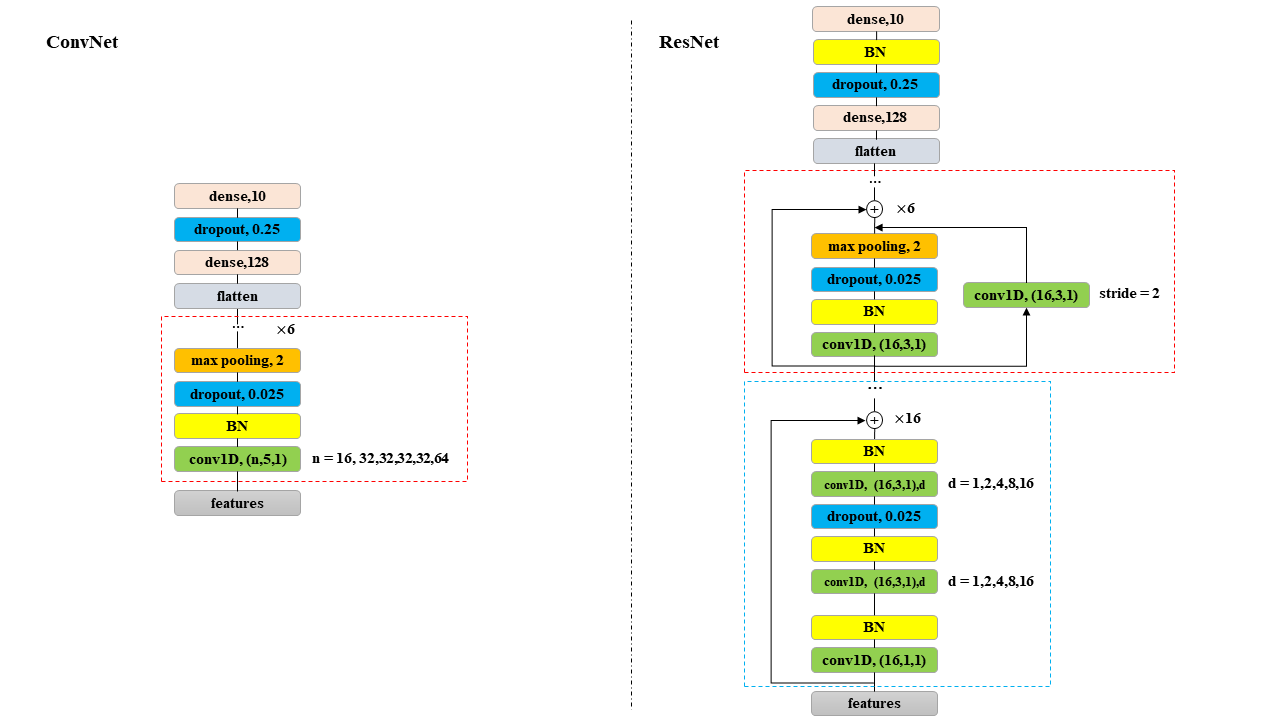 ConvNet
dense,10
dropout, 0.25
dense,128
flatten
...
×6
max pooling, 2
dropout, 0.025
BN
conv1D, (n,5,1)
n = 16, 32,32,32,32,64
features
ResNet
dense,10
BN
dropout, 0.25
dense,128
flatten
...
×6
max pooling, 2
dropout, 0.025
BN
conv1D, (16,3,1)
conv1D, (16,3,1)
stride = 2
...
×16
BN
conv1D, (16,3,1),d
d = 1,2,4,8,16
dropout, 0.025
BN
conv1D, (16,3,1),d
d = 1,2,4,8,16
BN
conv1D, (16,1,1)
features